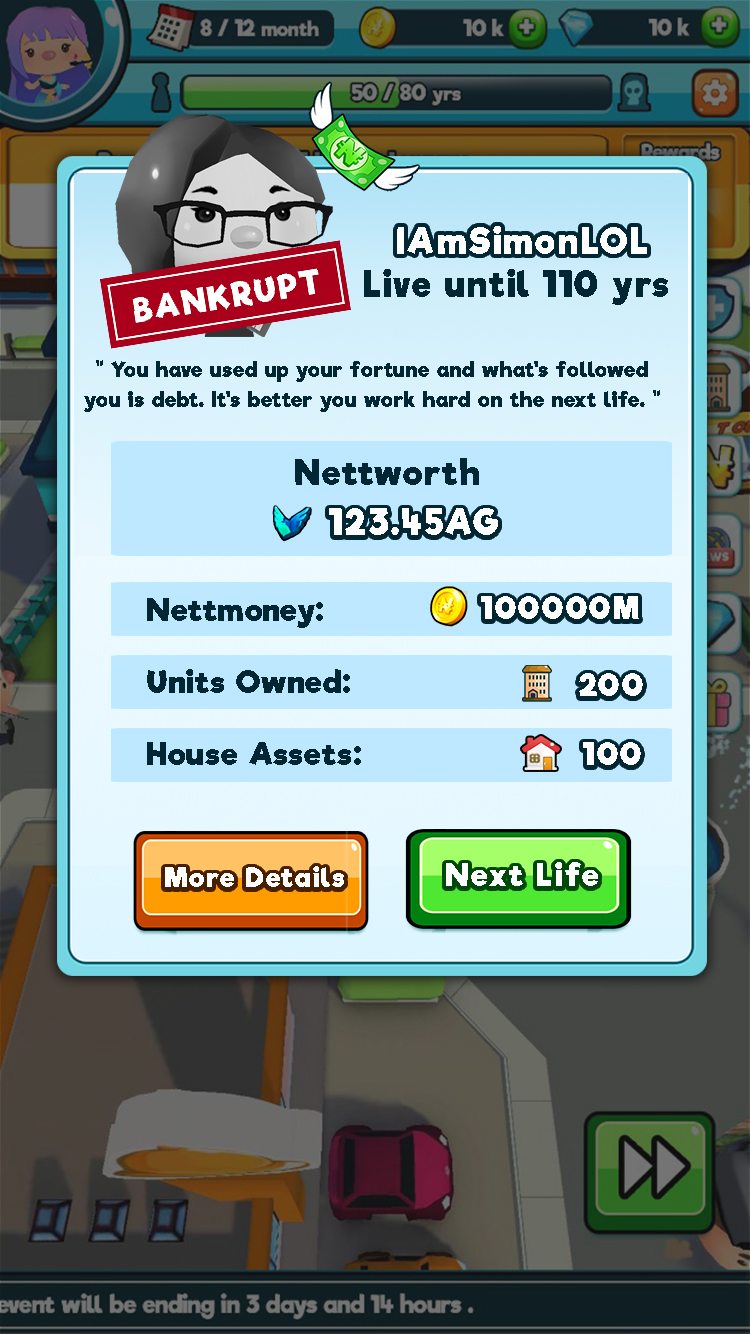 8 / 12 month
10 k
10 k
50 / 80 yrs
Rewards
IAmSimonLOL
Live until 110 yrs
BANKRUPT
" You have used up your fortune and what's followed
you is debt. It's better you work hard on the next life. "
Nettworth
123.45AG
Nettmoney:
100000M
Units Owned:
200
House Assets:
100
More Details
Next Life
event will be ending in 3 days and 14 hours .